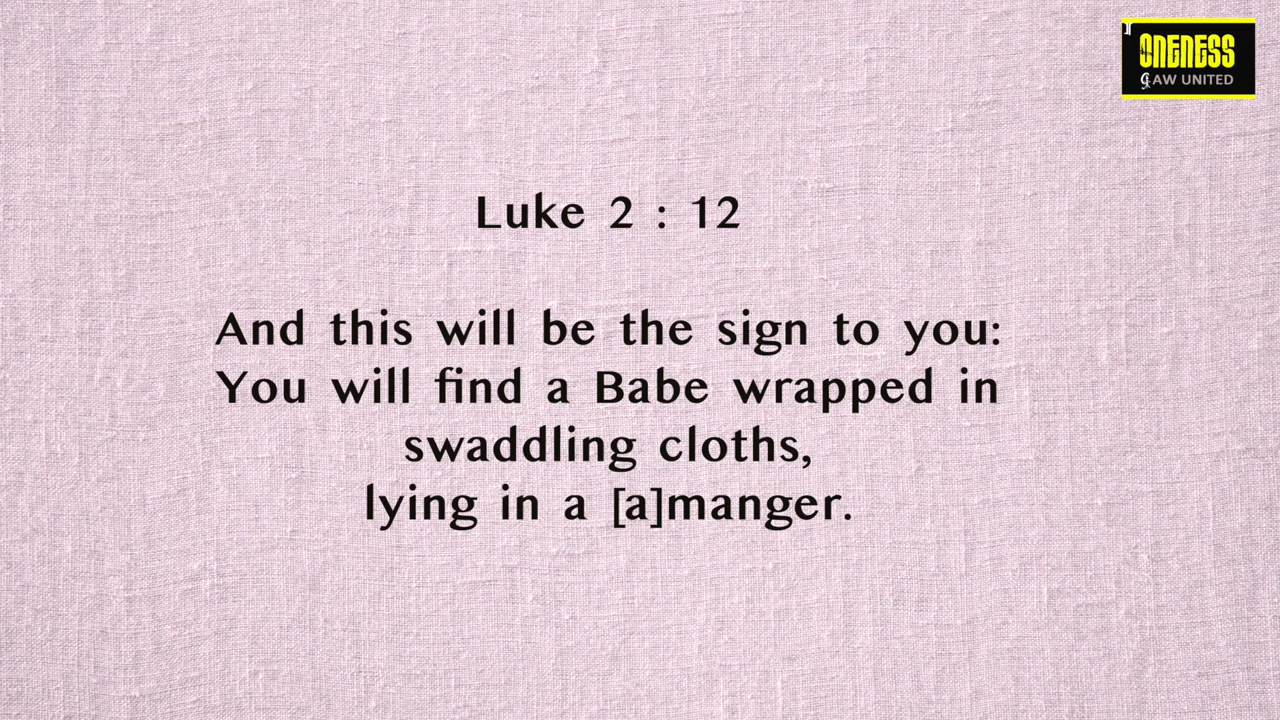 ONENESS
AW UNITED
Luke 2 : 12
And this will be the sign to you:
You will find a Babe wrapped in
swaddling cloths,
lying in a [a]manger.